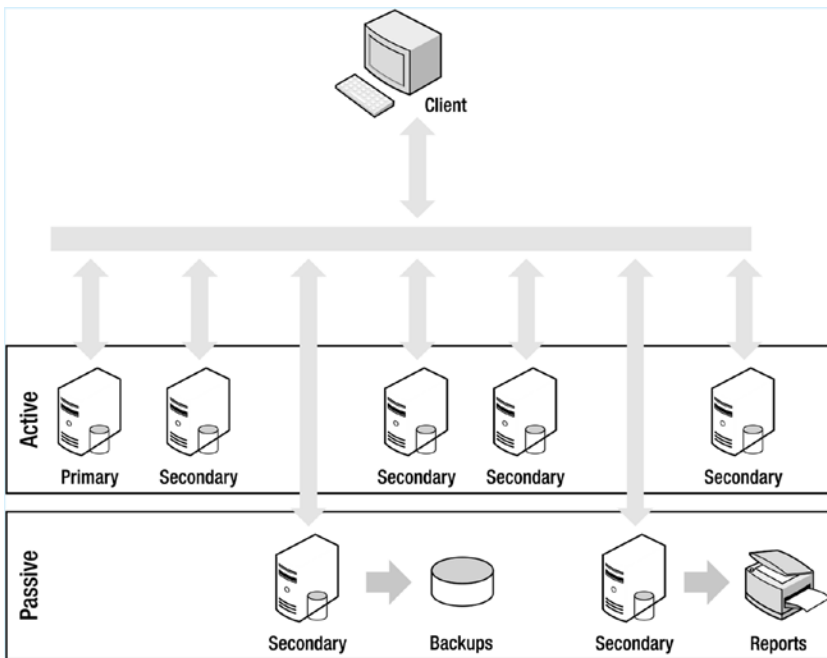 Client
Active
Primary
Secondary
Secondary
Secondary
Secondary
Passive
Secondary
Backups
Secondary
Reports